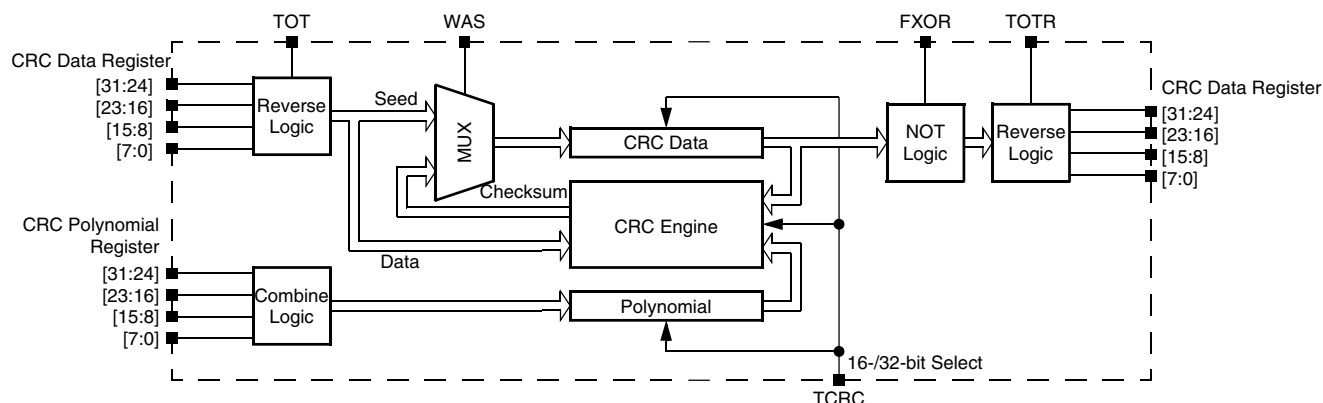 TOT
WAS
FXOR
TOTR
CRC Data Register
[31:24]
[23:16]
[15:8]
[7:0]
Reverse
Logic
Seed
MUX
CRC Data
NOT
Logic
Reverse
Logic
CRC Data Register
[31:24]
[23:16]
[15:8]
[7:0]
Checksum
CRC Engine
CRC Polynomial
Register
[31:24]
[23:16]
[15:8]
[7:0]
Data
Combine
Logic
Polynomial
16-/32-bit Select
TCRC